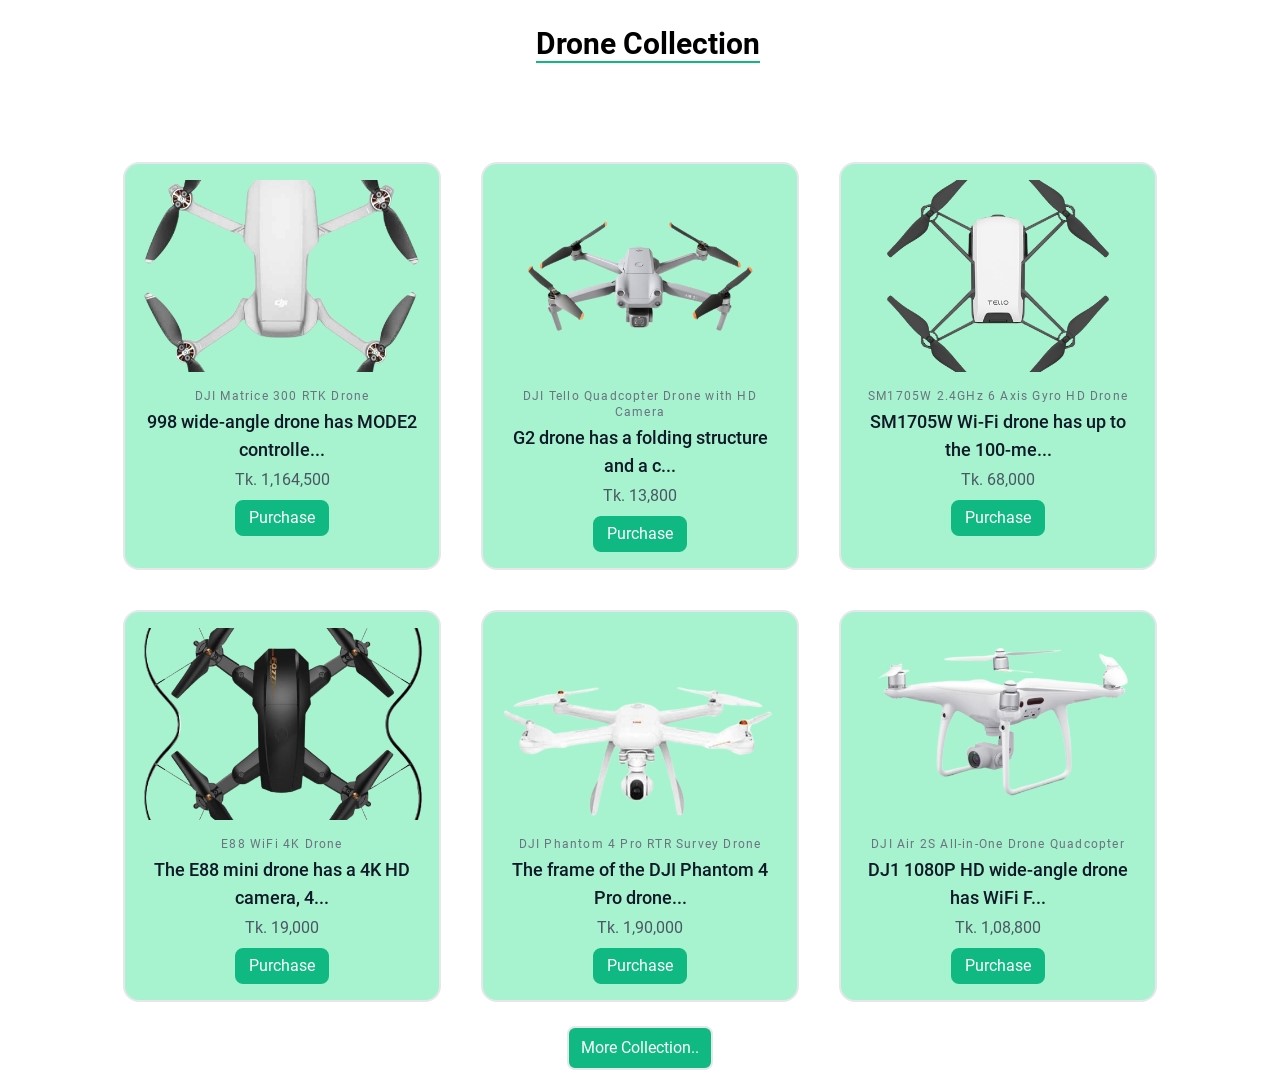 Drone Collection
TELLO
DJI Matrice 300 RTK Drone
998 wide-angle drone has MODE2
controlle...
Tk. 1,164,500
Purchase
DJI Tello Quadcopter Drone with HD
Camera
G2 drone has a folding structure
and a c...
Tk. 13,800
Purchase
SM1705W 2.4GHz 6 Axis Gyro HD Drone
SM1705W Wi-Fi drone has up to
the 100-me...
Tk. 68,000
Purchase
E88 WiFi 4K Drone
The E88 mini drone has a 4K HD
camera, 4...
Tk. 19,000
Purchase
DJI Phantom 4 Pro RTR Survey Drone
The frame of the DJI Phantom 4
Pro drone...
Tk. 1,90,000
Purchase
DJI Air 2S All-in-One Drone Quadcopter
DJ1 1080P HD wide-angle drone
has WiFi F...
Tk. 1,08,800
Purchase
More Collection..